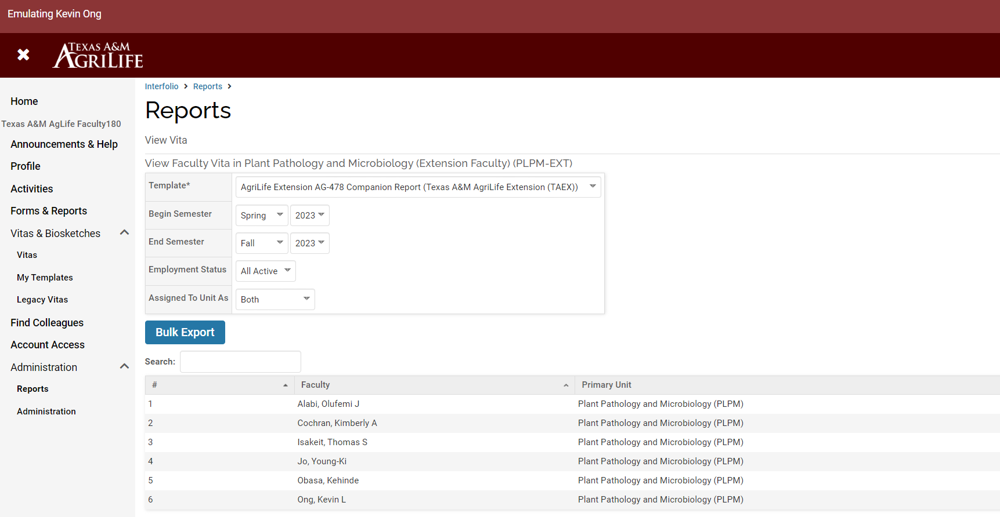 Emulating Kevin Ong
TEXAS A&M
AGRILIFE
Interfolio > Reports >
Home
Reports
Texas A&M AgLife Faculty180
View Vita
Announcements & Help
View Faculty Vita in Plant Pathology and Microbiology (Extension Faculty) (PLPM-EXT)
Profile
Template* AgriLife Extension AG-478 Companion Report (Texas A&M AgriLife Extension (TAEX))
Activities
Forms & Reports
Begin Semester Spring 2023
Vitas & Biosketches
End Semester Fall 2023
Vitas
Employment Status All Active
My Templates
Legacy Vitas
Assigned To Unit As Both
Find Colleagues
Bulk Export
Account Access
Search:
Administration
Reports
# Faculty Primary Unit
1 Alabi, Olufemi J Plant Pathology and Microbiology (PLPM)
Administration
2 Cochran, Kimberly A Plant Pathology and Microbiology (PLPM)
3 Isakeit, Thomas S Plant Pathology and Microbiology (PLPM)
4 Jo, Young-Ki Plant Pathology and Microbiology (PLPM)
5 Obasa, Kehinde Plant Pathology and Microbiology (PLPM)
6 Ong, Kevin L Plant Pathology and Microbiology (PLPM)